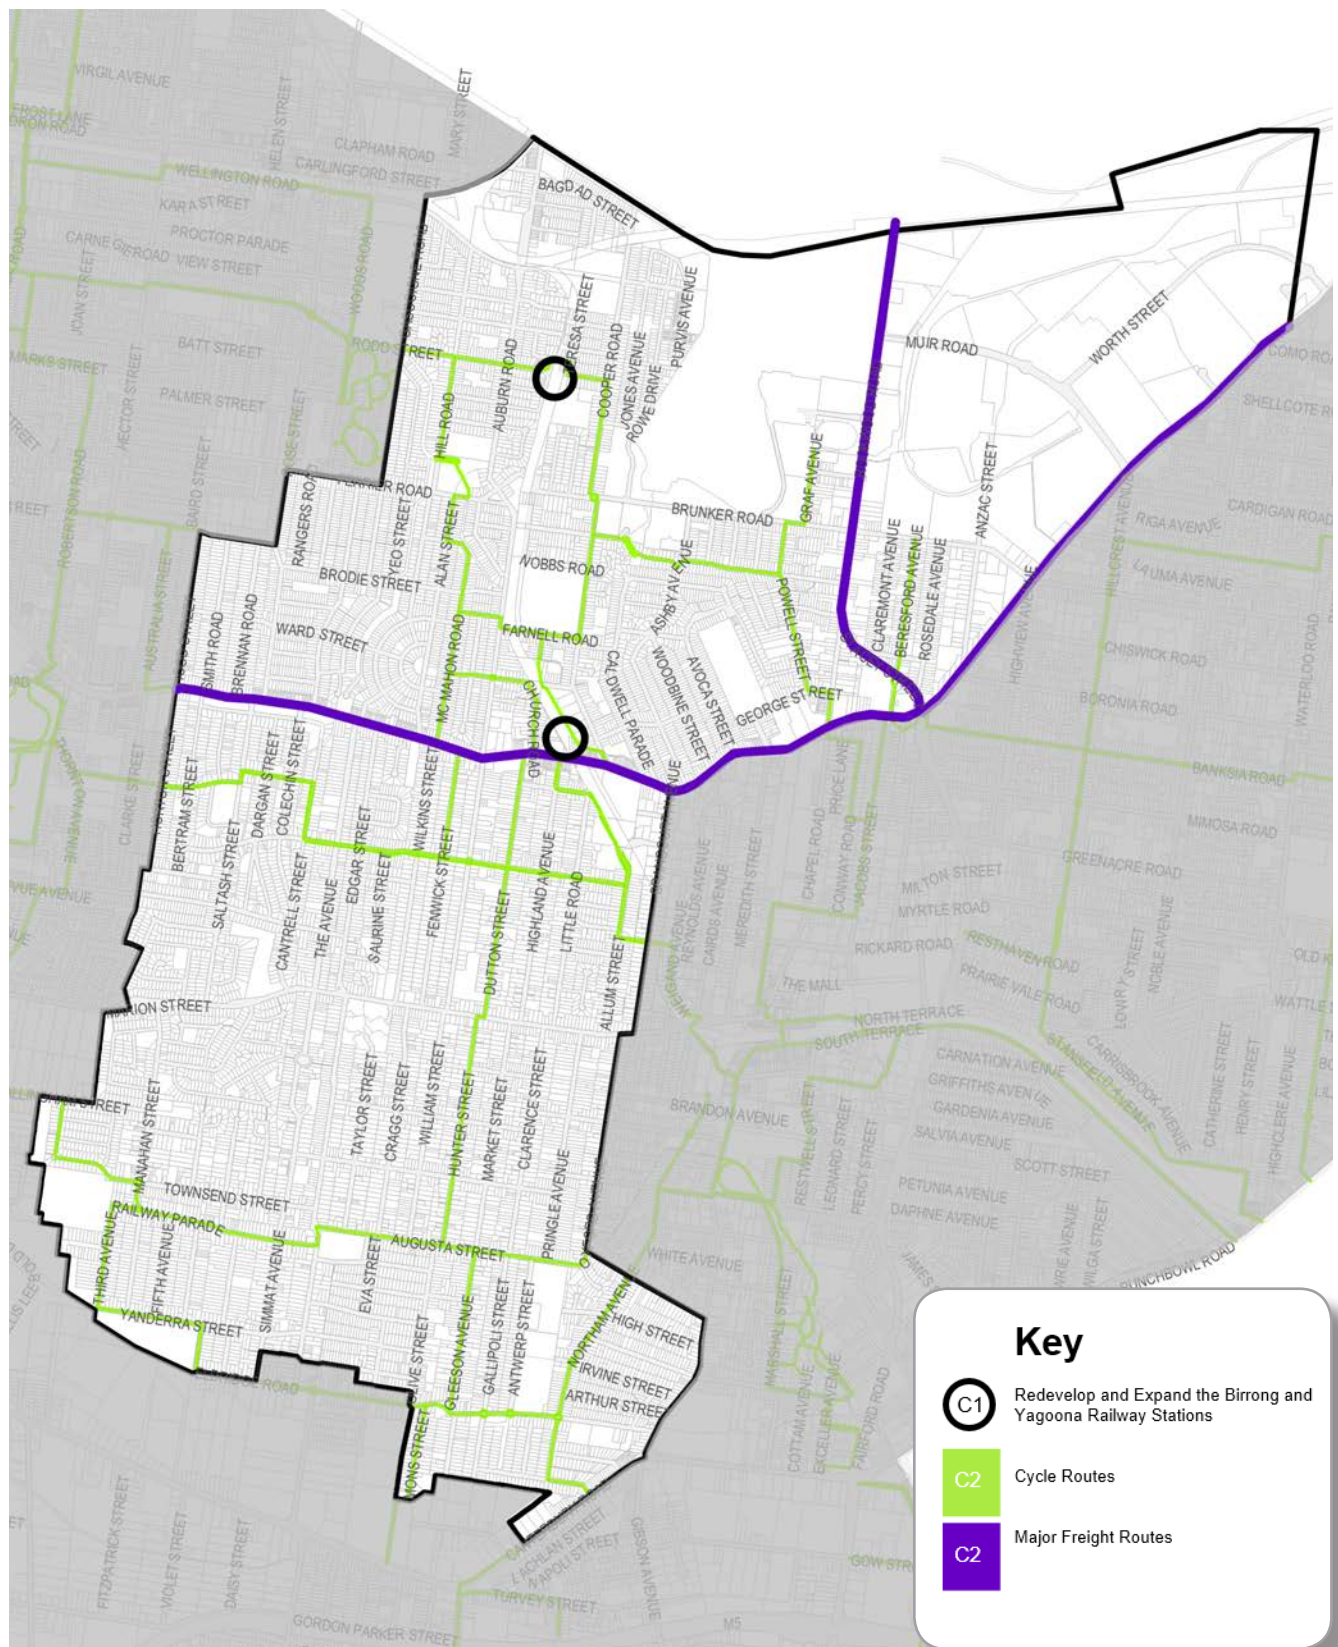 VIRGIL AVENUE
HELEN STREET
MARY STREET
CLAPHAM ROAD
CARLINGFORD STREET
WELLINGTON ROAD
KARA STREET
PROCTOR PARADE
VIEW STREET
WOODS ROAD
JOAN STREET
BATT STREET
RODD STREET
MARKS STREET
HECTOR STREET
PALMER STREET
BAIRD STREET
ROBERTSON ROAD
BAGDAD STREET
TERESA STREET
AUBURN ROAD
COOPER ROAD
JONES AVENUE
ROWE DRIVE
PURVIS AVENUE
HILL ROAD
MUIR ROAD
WORTH STREET
COMO RO
SHELLCOTE R
CARDIGAN ROAD
RIGA AVENUE
HILLCREST AVENUE
ANZAC STREET
GRAF AVENUE
BRUNKER ROAD
RANGERS ROAD
YEO STREET
ALAN STREET
BRODIE STREET
NOBBS ROAD
ASHBY AVENUE
POWELL STREET
CLAREMONT AVENUE
BERESFORD AVENUE
ROSEDALE AVENUE
HIGHVIEW AVENUE
CHISWICK ROAD
WATERLOO ROAD
BORONIA ROAD
AUSTRALIA STREET
SMITH ROAD
BRENNAN ROAD
WARD STREET
MC MAHON ROAD
FARNELL ROAD
CALDWELL PARADE
WOODBINE STREET
AVOCA STREET
GEORGE STREET
CHURCH ROAD
BANKSIA ROAD
MIMOSA ROAD
GREENACRE ROAD
CLARKE STREET
BERTRAM STREET
DARGAN STREET
COLECHIN STREET
WILKINS STREET
EDGAR STREET
SALTASH STREET
CANTRELL STREET
THE AVENUE
SAURINE STREET
FENWICK STREET
DUTTON STREET
HIGHLAND AVENUE
LITTLE ROAD
ALLUM STREET
REYNOLDS AVENUE
CAIRDS AVENUE
MEREDITH STREET
CHAPEL ROAD
PRICE LANE
CONWAY ROAD
JACOBS STREET
MILTON STREET
MYRTLE ROAD
RICKARD ROAD
RESTHAVEN ROAD
PRAIRIE VALE ROAD
LOWRY STREET
NOBLE AVENUE
THE MALL
NORTH TERRACE
SOUTH TERRACE
STANSFIELD AVENUE
CARRISBROOK AVENUE
CARNATION AVENUE
GRIFFITHS AVENUE
GARDENIA AVENUE
SALVIA AVENUE
SCOTT STREET
PETUNIA AVENUE
DAPHNE AVENUE
CATHERINE STREET
HENRY STREET
HIGHCLERE AVENUE
BRANDON AVENUE
RESTWELL STREET
LEONARD STREET
PERCY STREET
MARION STREET
TAYLOR STREET
CRAGG STREET
WILLIAM STREET
HUNTER STREET
MARKET STREET
CLARENCE STREET
PRINGLE AVENUE
MANAHAN STREET
TOWNSEND STREET
RAILWAY PARADE
THIRD AVENUE
FIFTH AVENUE
SIMMAT AVENUE
YANDERRA STREET
EVA STREET
AUGUSTA STREET
OLIVE STREET
GLEESON AVENUE
GALLIPOLI STREET
ANTWERP STREET
NORTHAM AVENUE
HIGH STREET
IRVINE STREET
ARTHUR STREET
MONS STREET
WHITE AVENUE
MARSHALL STREET
WILGA STREET
PUNCHBOWL ROAD
COTTAM AVENUE
EXCELLER AVENUE
FAIRFORD ROAD
LACHLAN STREET
NAPOLI STREET
GIBSON AVENUE
TURVEY STREET
GORDON PARKER STREET
M5
FITZPATRICK STREET
VIOLET STREET
DAISY STREET
Key
C1
Redevelop and Expand the Birrong and
Yagoona Railway Stations
C2
Cycle Routes
C2
Major Freight Routes